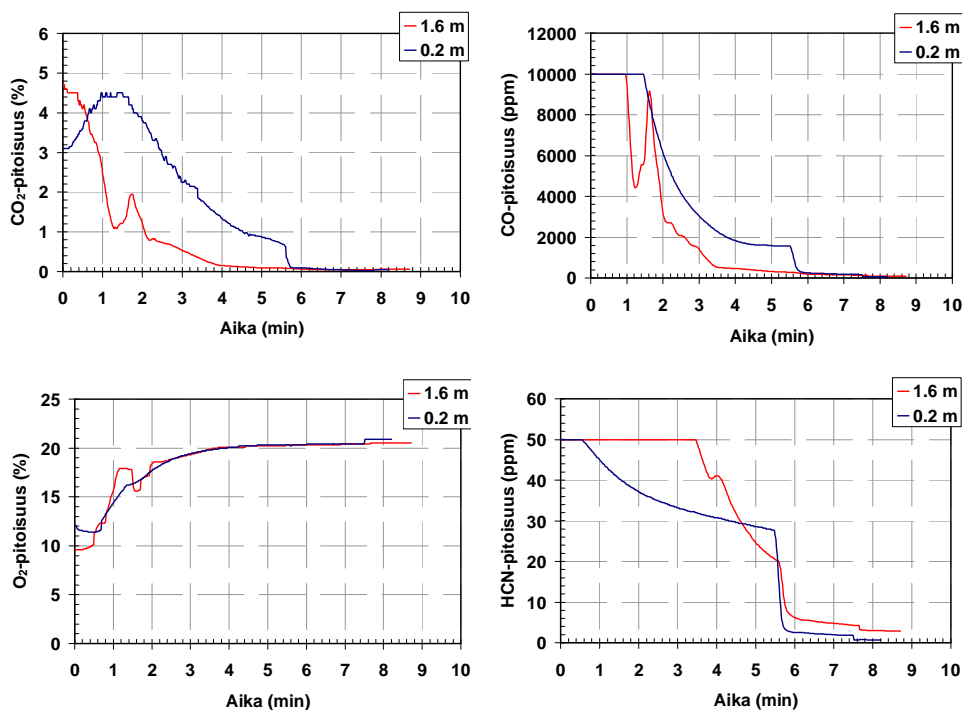 1.6 m
0.2 m
CO₂-pitoisuus (%)
6
5
4
3
2
1
0
0 1 2 3 4 5 6 7 8 9 10
Aika (min)
1.6 m
0.2 m
CO-pitoisuus (ppm)
12000
10000
8000
6000
4000
2000
0
0 1 2 3 4 5 6 7 8 9 10
Aika (min)
1.6 m
0.2 m
O₂-pitoisuus (%)
25
20
15
10
5
0
0 1 2 3 4 5 6 7 8 9 10
Aika (min)
1.6 m
0.2 m
HCN-pitoisuus (ppm)
60
50
40
30
20
10
0
0 1 2 3 4 5 6 7 8 9 10
Aika (min)